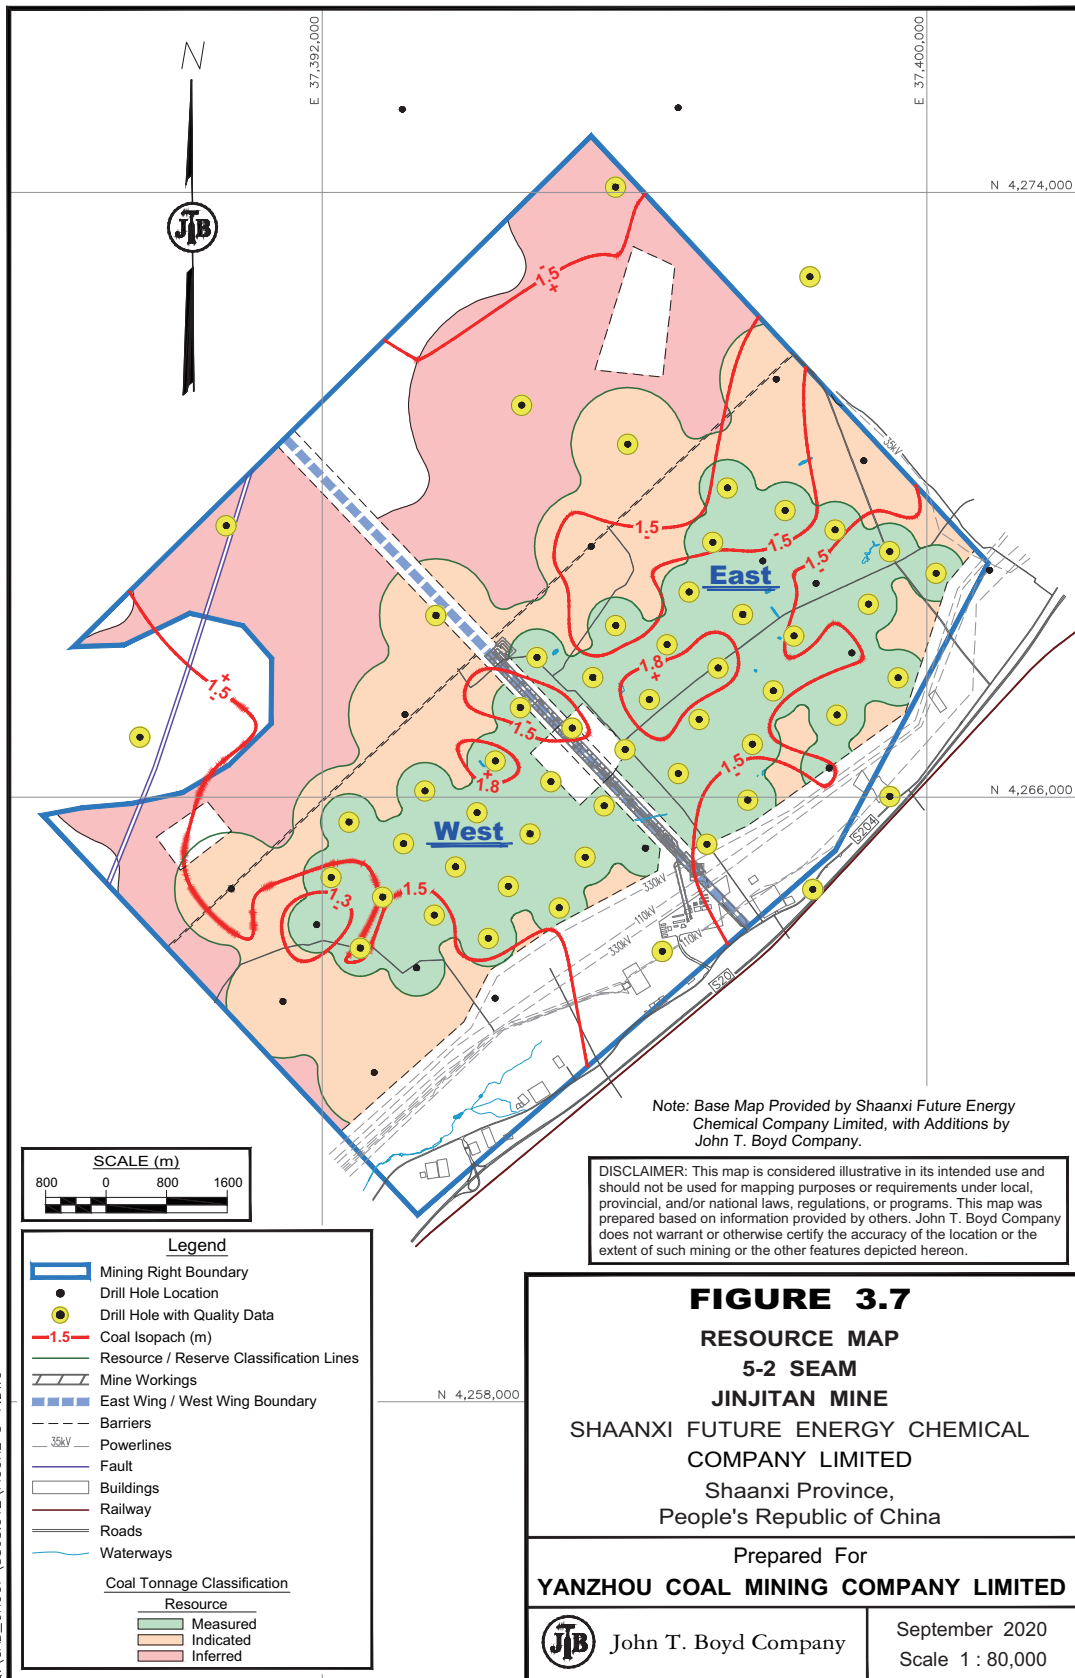 N
E 37,392,000
E 37,400,000
N 4,274,000
JTB
1.5
35kV
1.5
1.5
1.5
East
1.8
1.5
1.5
1.8
1.5
N 4,266,000
West
S204
1.3
1.5
330kV
110kV
330kV
110kV
S20
Note: Base Map Provided by Shaanxi Future Energy
Chemical Company Limited, with Additions by
John T. Boyd Company.
SCALE (m)
800 0 800 1600
DISCLAIMER: This map is considered illustrative in its intended use and
should not be used for mapping purposes or requirements under local,
provincial, and/or national laws, regulations, or programs. This map was
prepared based on information provided by others. John T. Boyd Company
does not warrant or otherwise certify the accuracy of the location or the
extent of such mining or the other features depicted hereon.
Legend
Mining Right Boundary
Drill Hole Location
Drill Hole with Quality Data
1.5 Coal Isopach (m)
Resource / Reserve Classification Lines
Mine Workings
East Wing / West Wing Boundary
Barriers
35kV Powerlines
Fault
Buildings
Railway
Roads
Waterways
Coal Tonnage Classification
Resource
Measured
Indicated
Inferred
N 4,258,000
FIGURE 3.7
RESOURCE MAP
5-2 SEAM
JINJITAN MINE
SHAANXI FUTURE ENERGY CHEMICAL
COMPANY LIMITED
Shaanxi Province,
People's Republic of China
Prepared For
YANZHOU COAL MINING COMPANY LIMITED
JTB John T. Boyd Company
September 2020
Scale 1 : 80,000